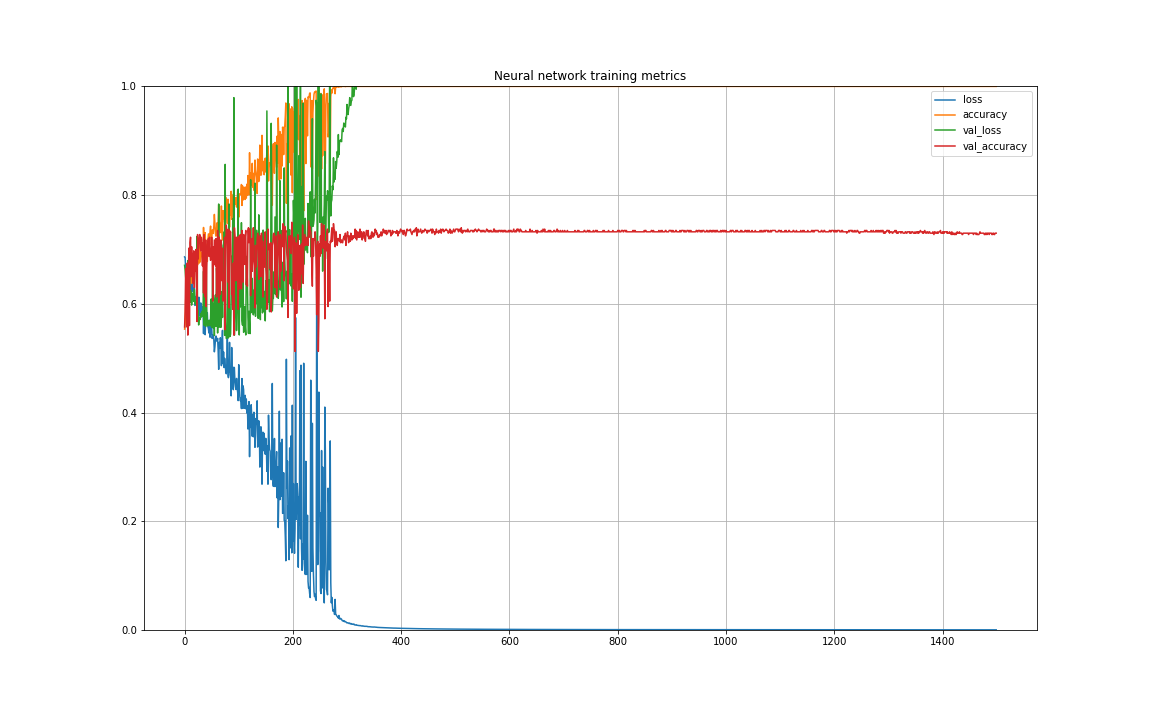 Neural network training metrics
1.0
0.8
0.6
0.4
0.2
0.0
loss
accuracy
val_loss
val_accuracy
0 200 400 600 800 1000 1200 1400